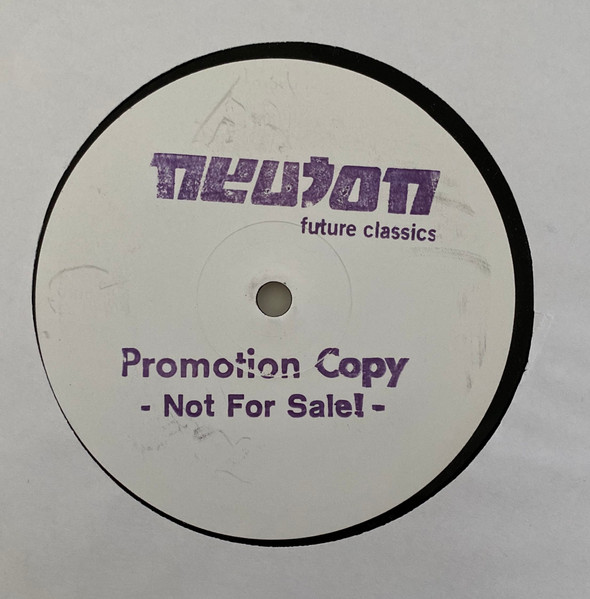 neuton
future classics
Promotion Copy
- Not For Sale! -